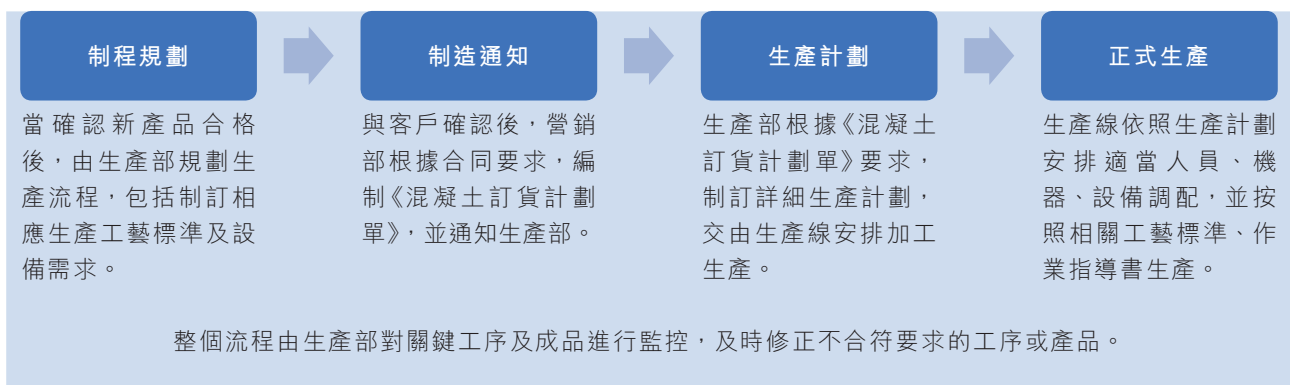 制程規劃
制造通知
生產計劃
正式生產
當確認新產品合格
後，由生產部規劃生
產流程，包括制訂相
應生產工藝標準及設
備需求。
與客戶確認後，營銷
部根據合同要求，編
制《混凝土訂貨計劃
單》，並通知生產部。
生產部根據《混凝土
訂貨計劃單》要求，
制訂詳細生產計劃，
交由生產線安排加工
生產。
生產線依照生產計劃
安排適當人員、機
器、設備調配，並按
照相關工藝標準、作
業指導書生產。
整個流程由生產部對關鍵工序及成品進行監控，及時修正不合符要求的工序或產品。